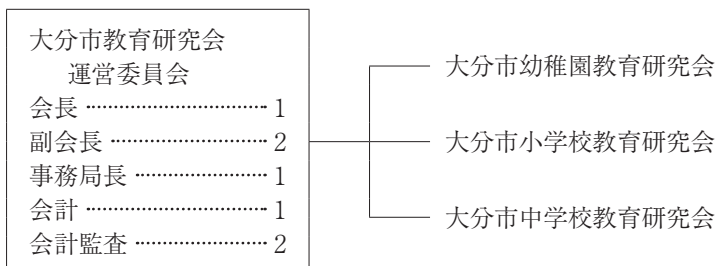 大分市教育研究会
運営委員会
会長 …………………………… 1
副会長 ………………………… 2
事務局長 ……………………… 1
会計 …………………………… 1
会計監査 ……………………… 2
大分市幼稚園教育研究会
大分市小学校教育研究会
大分市中学校教育研究会